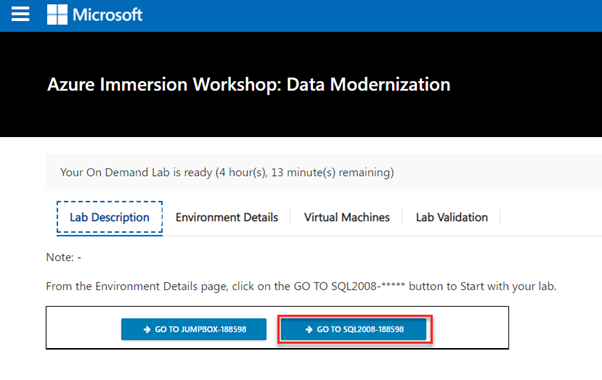 Microsoft
Azure Immersion Workshop: Data Modernization
Your On Demand Lab is ready (4 hour(s), 13 minute(s) remaining)
Lab Description Environment Details Virtual Machines Lab Validation
Note: -
From the Environment Details page, click on the GO TO SQL2008-***** button to Start with your lab.
GO TO JUMPBOX-188598 GO TO SQL2008-188598